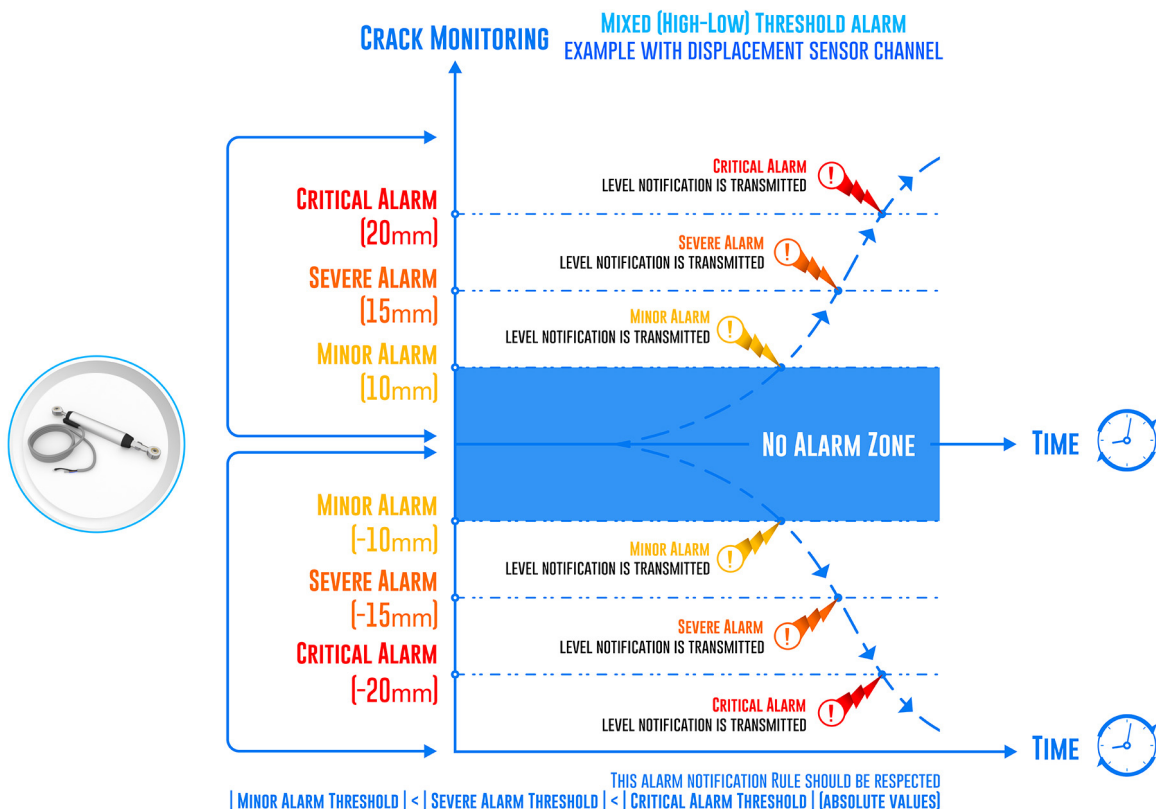 CRACK MONITORING
MIXED (HIGH-LOW) THRESHOLD ALARM
EXAMPLE WITH DISPLACEMENT SENSOR CHANNEL
CRITICAL ALARM
LEVEL NOTIFICATION IS TRANSMITTED
CRITICAL ALARM
(20mm)
SEVERE ALARM
LEVEL NOTIFICATION IS TRANSMITTED
SEVERE ALARM
(15mm)
MINOR ALARM
LEVEL NOTIFICATION IS TRANSMITTED
MINOR ALARM
(10mm)
NO ALARM ZONE
TIME
MINOR ALARM
(-10mm)
MINOR ALARM
LEVEL NOTIFICATION IS TRANSMITTED
SEVERE ALARM
(-15mm)
SEVERE ALARM
LEVEL NOTIFICATION IS TRANSMITTED
CRITICAL ALARM
(-20mm)
CRITICAL ALARM
LEVEL NOTIFICATION IS TRANSMITTED
TIME
THIS ALARM NOTIFICATION RULE SHOULD BE RESPECTED
| MINOR ALARM THRESHOLD | < | SEVERE ALARM THRESHOLD | < | CRITICAL ALARM THRESHOLD | (ABSOLUTE VALUES)